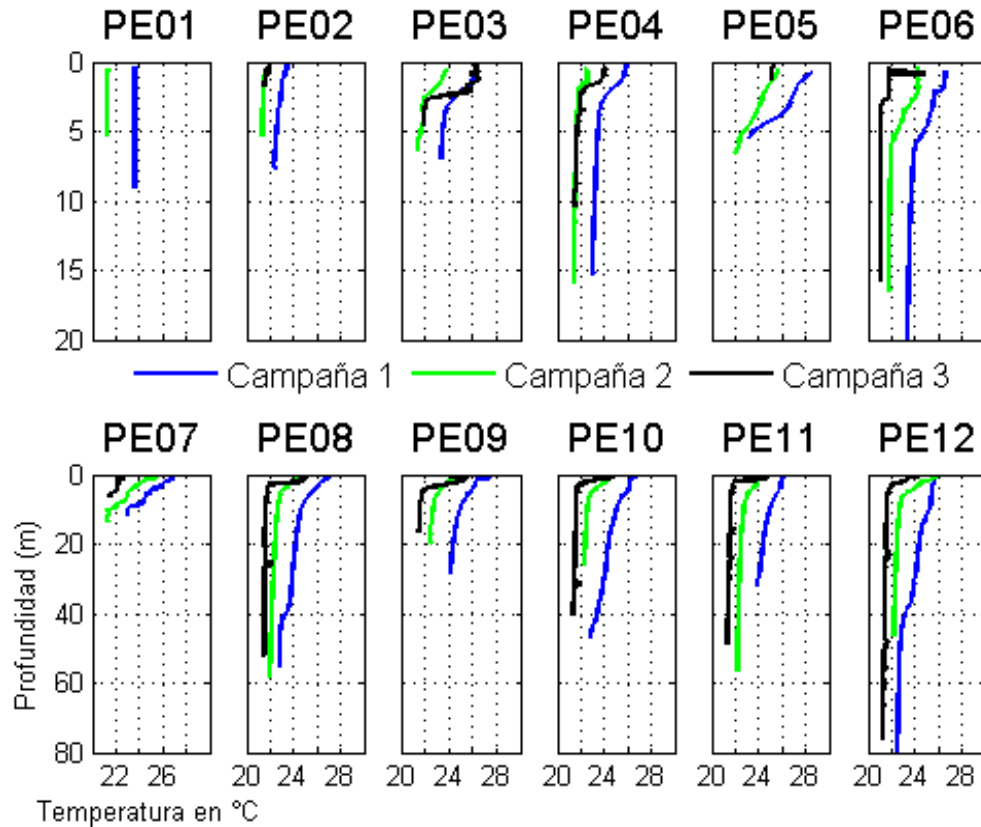 PE01 PE02 PE03 PE04 PE05 PE06
0
5
10
15
20
Campaña 1 Campaña 2 Campaña 3
PE07 PE08 PE09 PE10 PE11 PE12
0
20
40
60
80
Profundidad (m)
22 26 20 24 28 20 24 28 20 24 28 20 24 28 20 24 28
Temperatura en °C